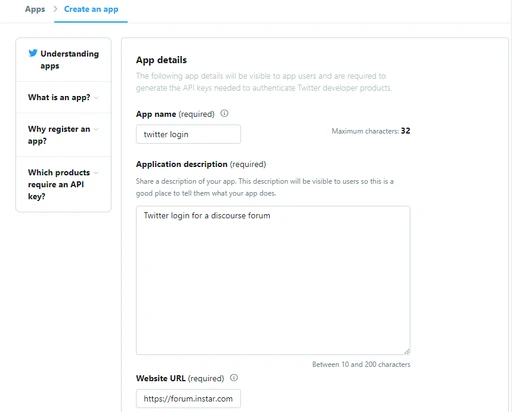 Apps > Create an app
Understanding
apps
What is an app?
Why register an
app?
Which products
require an API
key?
App details
The following app details will be visible to app users and are required to
generate the API keys needed to authenticate Twitter developer products.
App name (required)
twitter login
Maximum characters: 32
Application description (required)
Share a description of your app. This description will be visible to users so this is a
good place to tell them what your app does.
Twitter login for a discourse forum
Between 10 and 200 characters
Website URL (required)
https://forum.instar.com